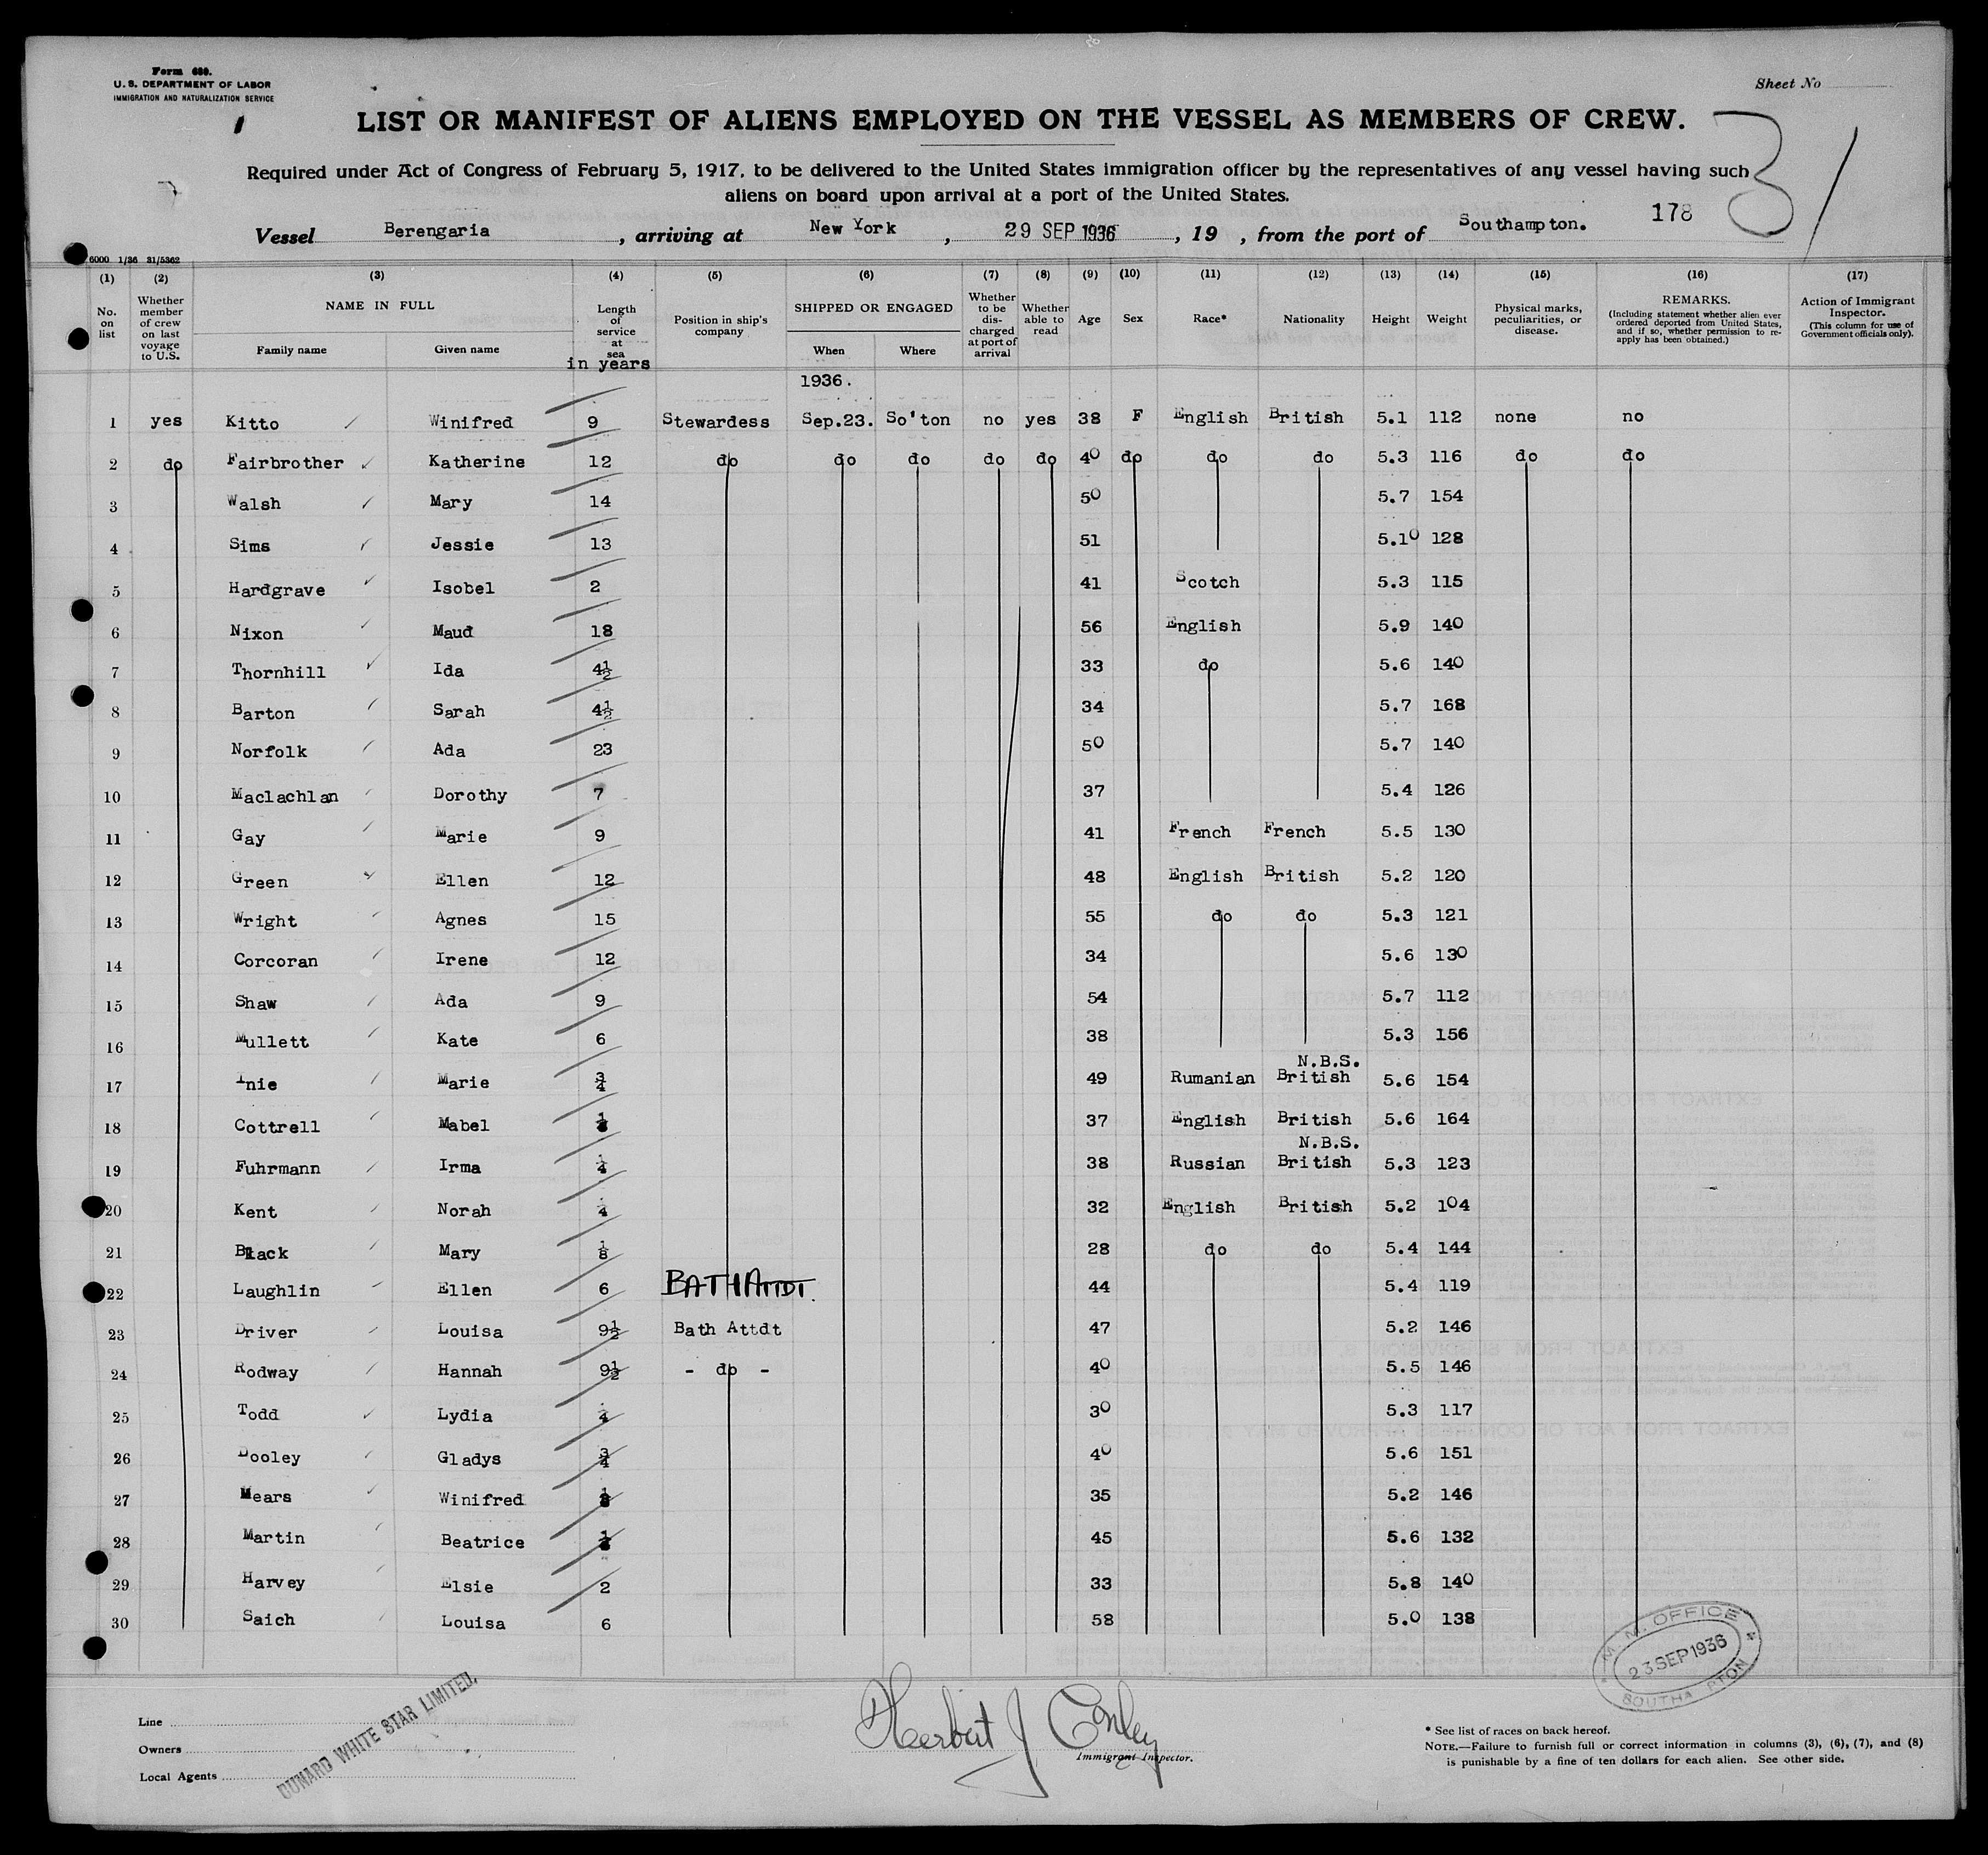 Form 689.
U. S. DEPARTMENT OF LABOR
IMMIGRATION AND NATURALIZATION SERVICE
Sheet No
LIST OR MANIFEST OF ALIENS EMPLOYED ON THE VESSEL AS MEMBERS OF CREW.
31
Required under Act of Congress of February 5, 1917, to be delivered to the United States immigration officer by the representatives of any vessel having such
aliens on board upon arrival at a port of the United States.
178
Vessel Berengaria, arriving at New York, 29 SEP 1936, 19 , from the port of Southampton.
6000 1/36 31/5362
(1) (2) (3) (4) (5) (6) (7) (8) (9) (10) (11) (12) (13) (14) (15) (16) (17)
No. on list
Whether member of crew on last voyage to U.S.
NAME IN FULL
Family name
Given name
Length of service at sea
in years
Position in ship's company
SHIPPED OR ENGAGED
When
Where
Whether to be discharged at port of arrival
Whether able to read
Age
Sex
Race*
Nationality
Height
Weight
Physical marks, peculiarities, or disease.
REMARKS.
(Including statement whether alien ever ordered deported from United States, and if so, whether permission to reapply has been obtained.)
Action of Immigrant Inspector.
(This column for use of Government officials only).
1936.
1 yes Kitto Winifred 9 Stewardess Sep.23. So'ton no yes 38 F English British 5.1 112 none no
2 do Fairbrother Katherine 12 do do do do do 40 do do do 5.3 116 do do
3 Walsh Mary 14 50 5.7 154
4 Sims Jessie 13 51 5.10 128
5 Hardgrave Isobel 2 41 Scotch 5.3 115
6 Nixon Maud 18 56 English 5.9 140
7 Thornhill Ida 4½ 33 do 5.6 140
8 Barton Sarah 4½ 34 5.7 168
9 Norfolk Ada 23 50 5.7 140
10 Maclachlan Dorothy 7 37 5.4 126
11 Gay Marie 9 41 French French 5.5 130
12 Green Ellen 12 48 English British 5.2 120
13 Wright Agnes 15 55 do do 5.3 121
14 Corcoran Irene 12 34 5.6 130
15 Shaw Ada 9 54 5.7 112
16 Mullett Kate 6 38 5.3 156
N.B.S.
17 Inie Marie ¾ 49 Rumanian British 5.6 154
18 Cottrell Mabel 37 English British 5.6 164
N.B.S.
19 Fuhrmann Irma ¼ 38 Russian British 5.3 123
20 Kent Norah ¼ 32 English British 5.2 104
21 Black Mary ⅛ 28 do do 5.4 144
22 Laughlin Ellen 6 BATH ATTDT. 44 5.4 119
23 Driver Louisa 9½ Bath Attdt 47 5.2 146
24 Rodway Hannah 9½ - do - 40 5.5 146
25 Todd Lydia ¼ 30 5.3 117
26 Dooley Gladys ¾ 40 5.6 151
27 Mears Winifred 35 5.2 146
28 Martin Beatrice 45 5.6 132
29 Harvey Elsie 2 33 5.8 140
30 Saich Louisa 6 58 5.0 138
M. M. OFFICE
23 SEP 1936
SOUTHA PTON
Line
Owners
Local Agents
CUNARD WHITE STAR LIMITED.
Herbert J Conley
Immigrant Inspector.
* See list of races on back hereof.
NOTE.—Failure to furnish full or correct information in columns (3), (6), (7), and (8)
is punishable by a fine of ten dollars for each alien. See other side.